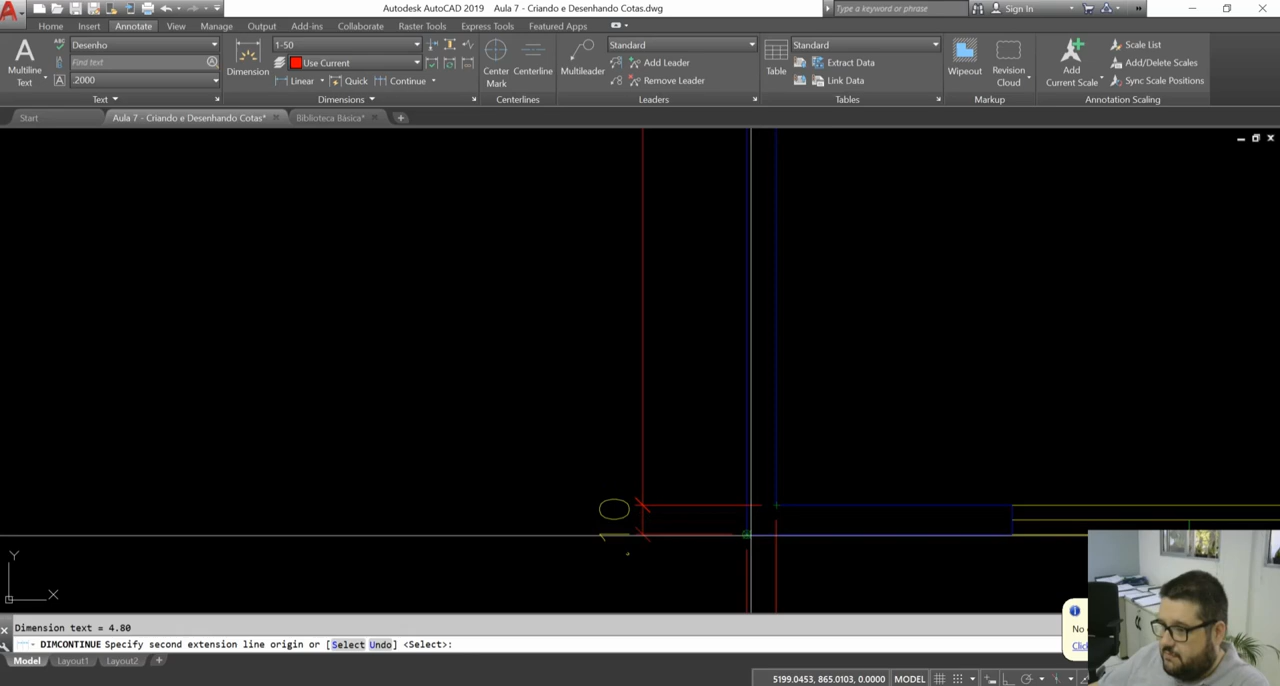 Autodesk AutoCAD 2019 Aula 7 - Criando e Desenhando Cotas.dwg
Type a keyword or phrase
Sign In
Home Insert Annotate View Manage Output Add-ins Collaborate Raster Tools Express Tools Featured Apps
Multiline
Text
Desenho
Find text
.2000
Text
Dimension
1-50
Use Current
Linear Quick Continue
Dimensions
Center
Mark
Centerline
Centerlines
Multileader
Standard
Add Leader
Remove Leader
Leaders
Table
Standard
Extract Data
Link Data
Tables
Wipeout
Revision
Cloud
Markup
Add
Current Scale
Scale List
Add/Delete Scales
Sync Scale Positions
Annotation Scaling
Start
Aula 7 - Criando e Desenhando Cotas*
Biblioteca Básica*
Y
X
Dimension text = 4.80
DIMCONTINUE Specify second extension line origin or [Select Undo] <Select>:
Model Layout1 Layout2
5199.0453, 865.0103, 0.0000 MODEL
No